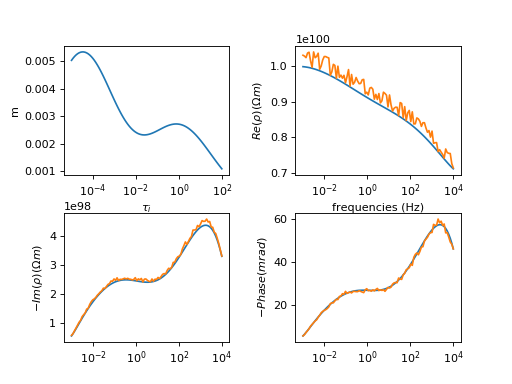 1e100
0.005
0.004
0.003
0.002
0.001
m
10⁻⁴ 10⁻² 10⁰ 10²
τᵢ
1.0
0.9
0.8
0.7
Re(ρ)(Ωm)
10⁻² 10⁰ 10² 10⁴
frequencies (Hz)
1e98
4
3
2
1
−Im(ρ)(Ωm)
10⁻² 10⁰ 10² 10⁴
60
40
20
−Phase(mrad)
10⁻² 10⁰ 10² 10⁴